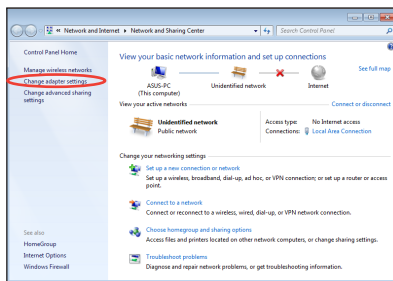 « Network and Internet ▸ Network and Sharing Center
Search Control Panel
Control Panel Home
Manage wireless networks
Change adapter settings
Change advanced sharing
settings
See also
HomeGroup
Internet Options
Windows Firewall
View your basic network information and set up connections
See full map
ASUS-PC
(This computer)
Unidentified network
Internet
View your active networks
Connect or disconnect
Unidentified network
Public network
Access type: No Internet access
Connections: Local Area Connection
Change your networking settings
Set up a new connection or network
Set up a wireless, broadband, dial-up, ad hoc, or VPN connection; or set up a router or access
point.
Connect to a network
Connect or reconnect to a wireless, wired, dial-up, or VPN network connection.
Choose homegroup and sharing options
Access files and printers located on other network computers, or change sharing settings.
Troubleshoot problems
Diagnose and repair network problems, or get troubleshooting information.